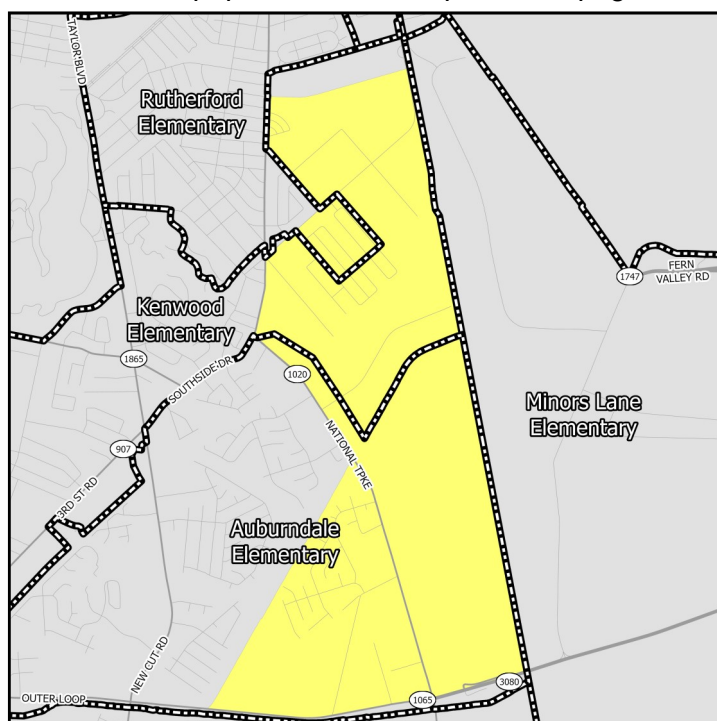 TAYLOR BLVD
Rutherford
Elementary
FERN
VALLEY RD
1747
Kenwood
Elementary
1865
SOUTHSIDE DR
1020
Minors Lane
Elementary
907
3RD ST RD
NATIONAL TPKE
Auburndale
Elementary
NEW CUT RD
OUTER LOOP
1065
3080